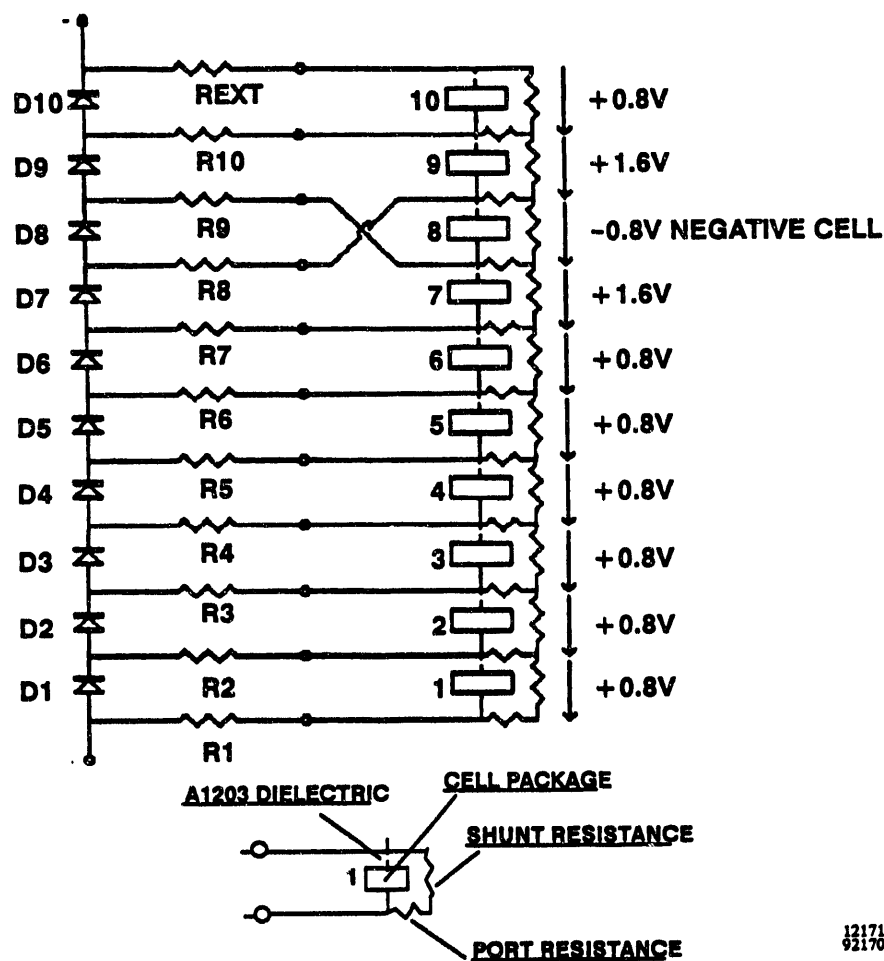 -
D10
REXT
10
+0.8V
D9
R10
9
+1.6V
D8
R9
8
-0.8V NEGATIVE CELL
D7
R8
7
+1.6V
D6
R7
6
+0.8V
D5
R6
5
+0.8V
D4
R5
4
+0.8V
D3
R4
3
+0.8V
D2
R3
2
+0.8V
D1
R2
1
+0.8V
R1
A1203 DIELECTRIC
CELL PACKAGE
SHUNT RESISTANCE
1
PORT RESISTANCE
12171
92170